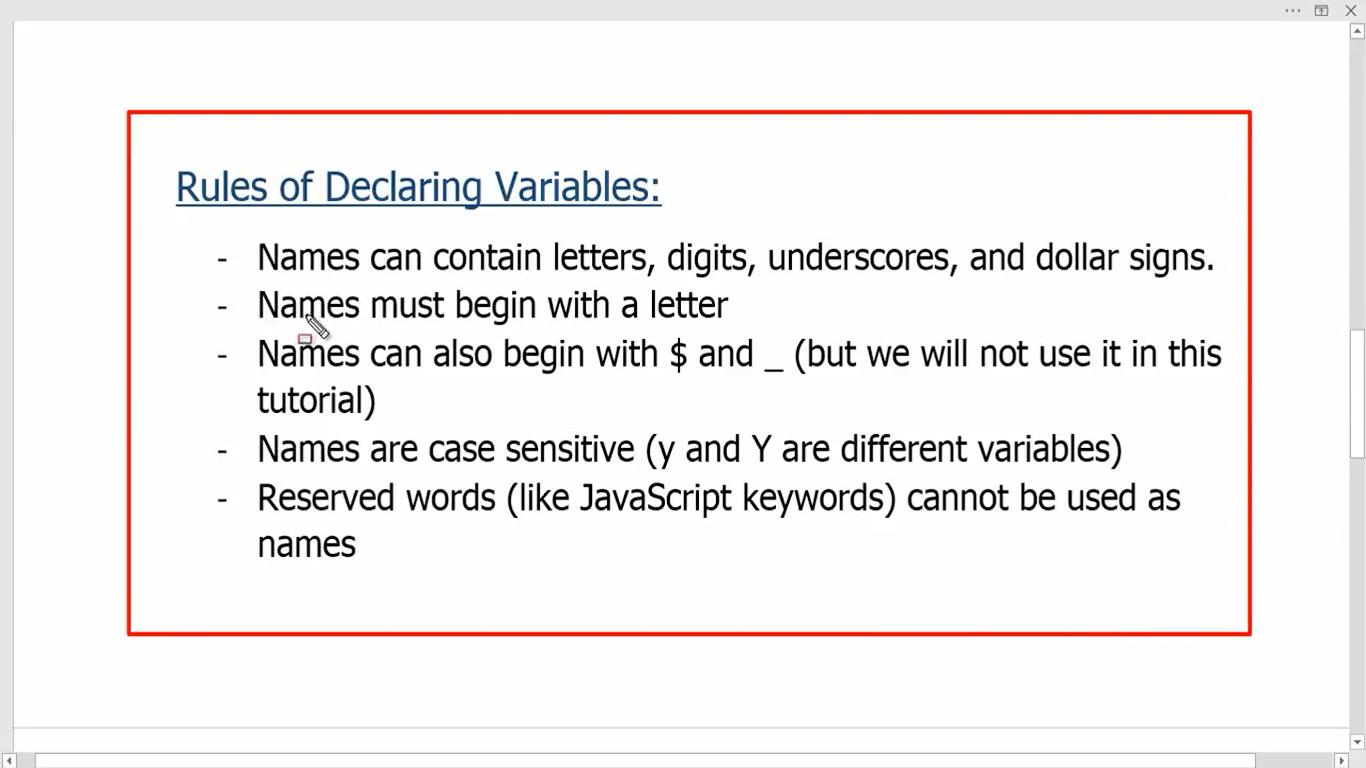 Rules of Declaring Variables:
- Names can contain letters, digits, underscores, and dollar signs.
- Names must begin with a letter
- Names can also begin with $ and _ (but we will not use it in this
tutorial)
- Names are case sensitive (y and Y are different variables)
- Reserved words (like JavaScript keywords) cannot be used as
names